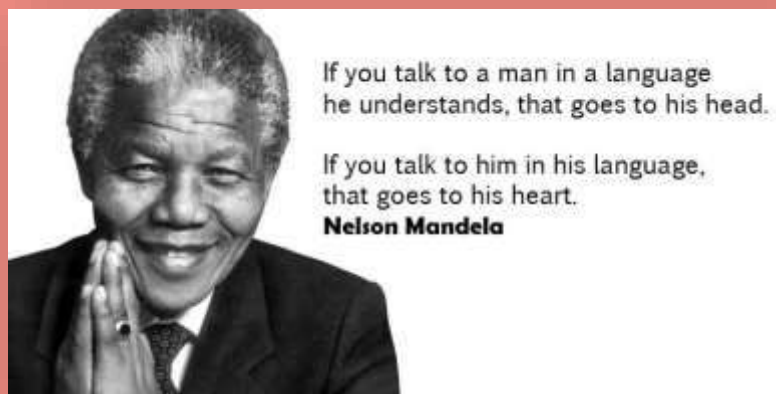 If you talk to a man in a language
he understands, that goes to his head.
If you talk to him in his language,
that goes to his heart.
Nelson Mandela